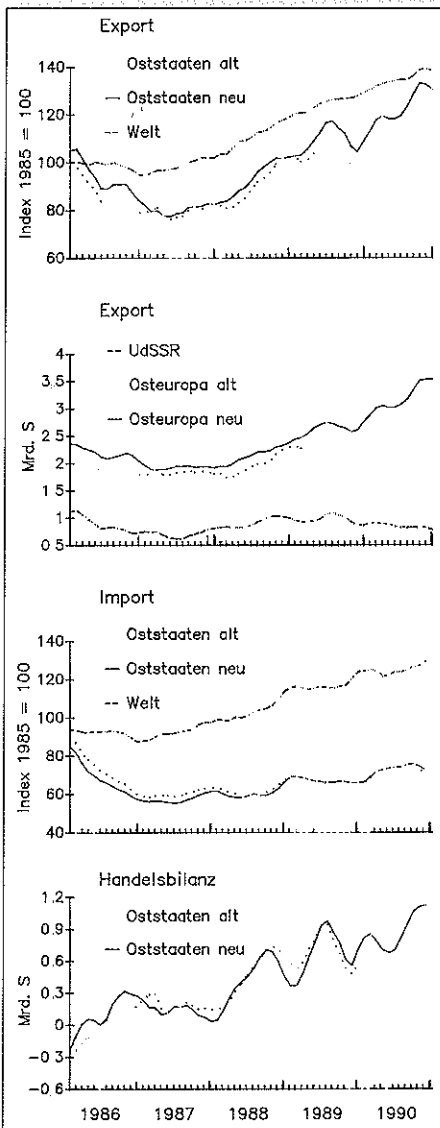 Export
Oststaaten alt
Oststaaten neu
Welt
Index 1985 = 100
140
120
100
80
60
Export
UdSSR
Osteuropa alt
Osteuropa neu
Mrd. S
4
3.5
3
2.5
2
1.5
1
0.5
Import
Oststaaten alt
Oststaaten neu
Welt
Index 1985 = 100
140
120
100
80
60
40
Handelsbilanz
Oststaaten alt
Oststaaten neu
Mrd. S
1.2
0.9
0.6
0.3
0
-0.3
-0.6
1986 1987 1988 1989 1990